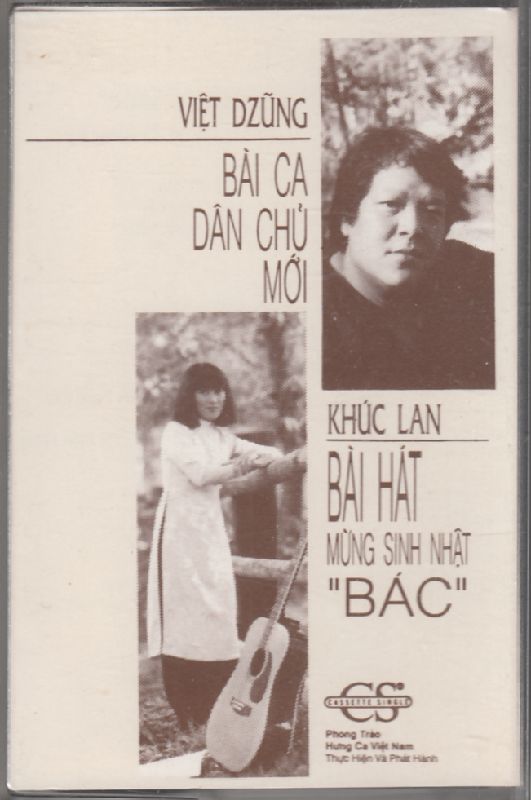 VIỆT DZŨNG
BÀI CA
DÂN CHỦ
MỚI
KHÚC LAN
BÀI HÁT
MỪNG SINH NHẬT
"BÁC"
CS
CASSETTE SINGLE
Phong Trào
Hưng Ca Việt Nam
Thực Hiện Và Phát Hành